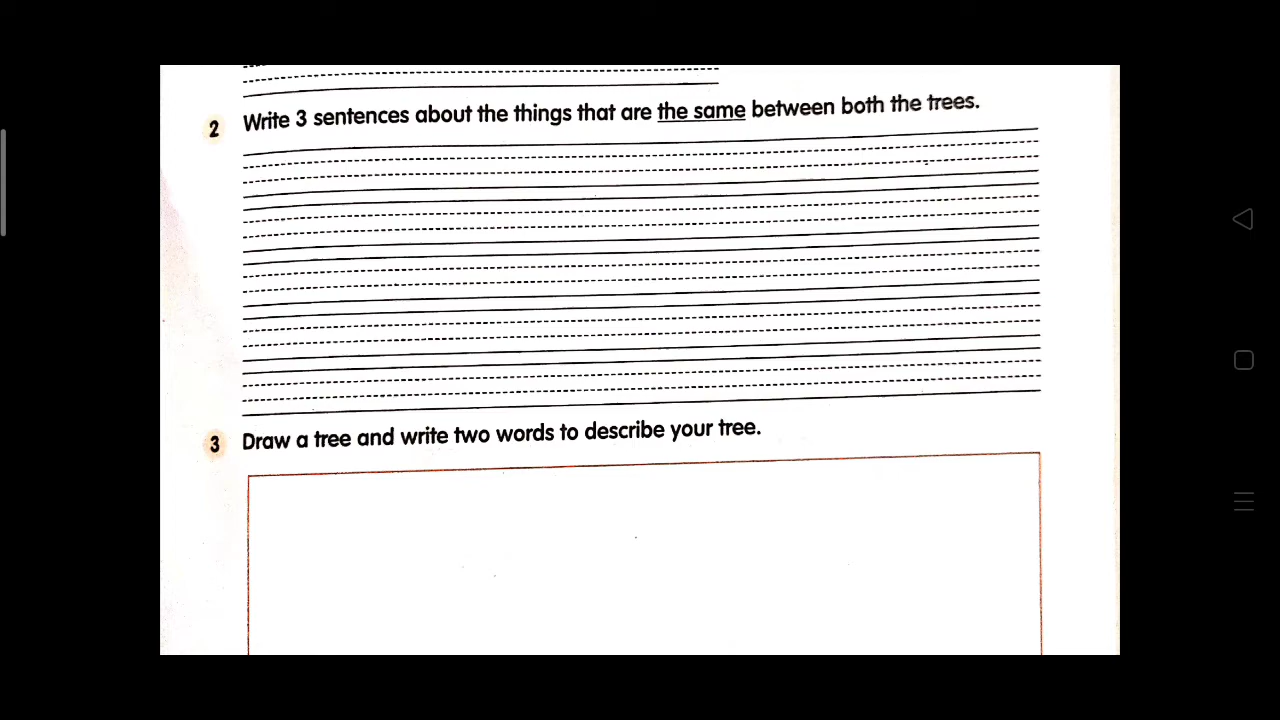 2 Write 3 sentences about the things that are the same between both the trees.
3 Draw a tree and write two words to describe your tree.